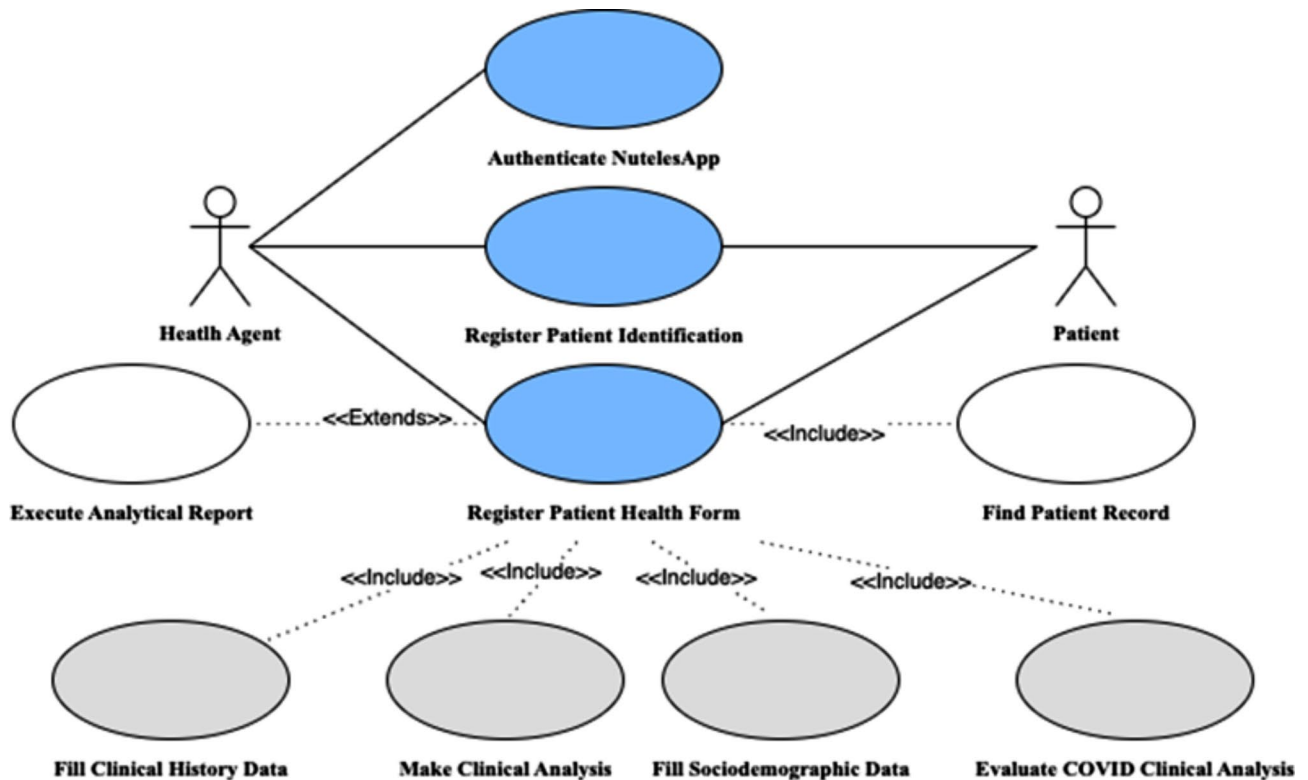 Authenticate NutelesApp
Heatlh Agent
Register Patient Identification
Patient
<<Extends>>
<<Include>>
Execute Analytical Report
Register Patient Health Form
Find Patient Record
<<Include>>
<<Include>>
<<Include>>
<<Include>>
Fill Clinical History Data
Make Clinical Analysis
Fill Sociodemographic Data
Evaluate COVID Clinical Analysis